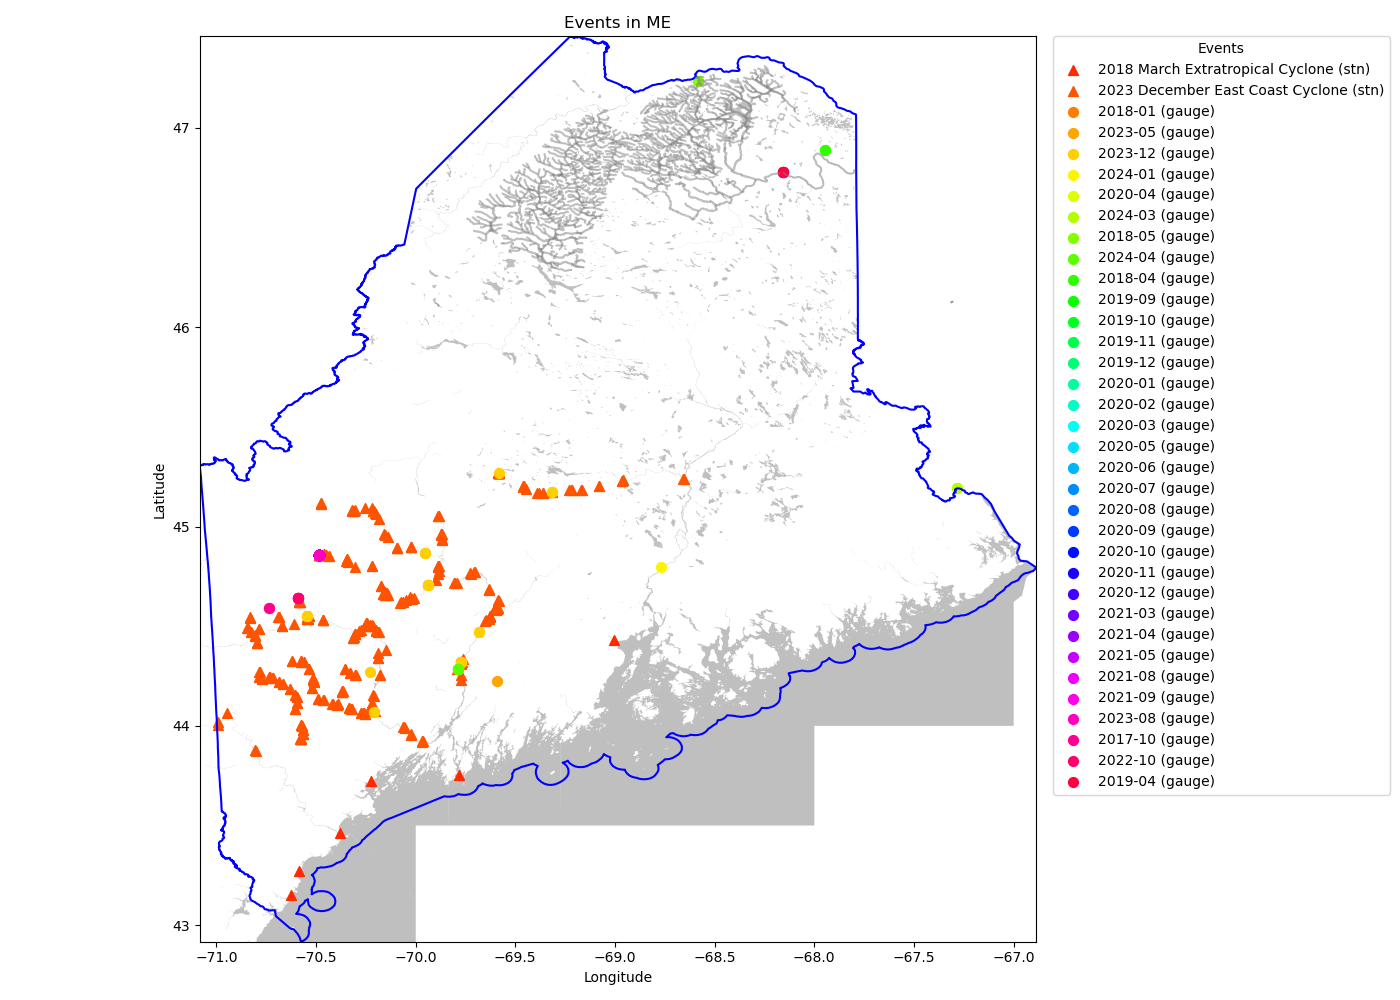 Events in ME
Events
2018 March Extratropical Cyclone (stn)
2023 December East Coast Cyclone (stn)
2018-01 (gauge)
2023-05 (gauge)
2023-12 (gauge)
2024-01 (gauge)
2020-04 (gauge)
2024-03 (gauge)
2018-05 (gauge)
2024-04 (gauge)
2018-04 (gauge)
2019-09 (gauge)
2019-10 (gauge)
2019-11 (gauge)
2019-12 (gauge)
2020-01 (gauge)
2020-02 (gauge)
2020-03 (gauge)
2020-05 (gauge)
2020-06 (gauge)
2020-07 (gauge)
2020-08 (gauge)
2020-09 (gauge)
2020-10 (gauge)
2020-11 (gauge)
2020-12 (gauge)
2021-03 (gauge)
2021-04 (gauge)
2021-05 (gauge)
2021-08 (gauge)
2021-09 (gauge)
2023-08 (gauge)
2017-10 (gauge)
2022-10 (gauge)
2019-04 (gauge)
47
46
45
44
43
Latitude
−71.0 −70.5 −70.0 −69.5 −69.0 −68.5 −68.0 −67.5 −67.0
Longitude